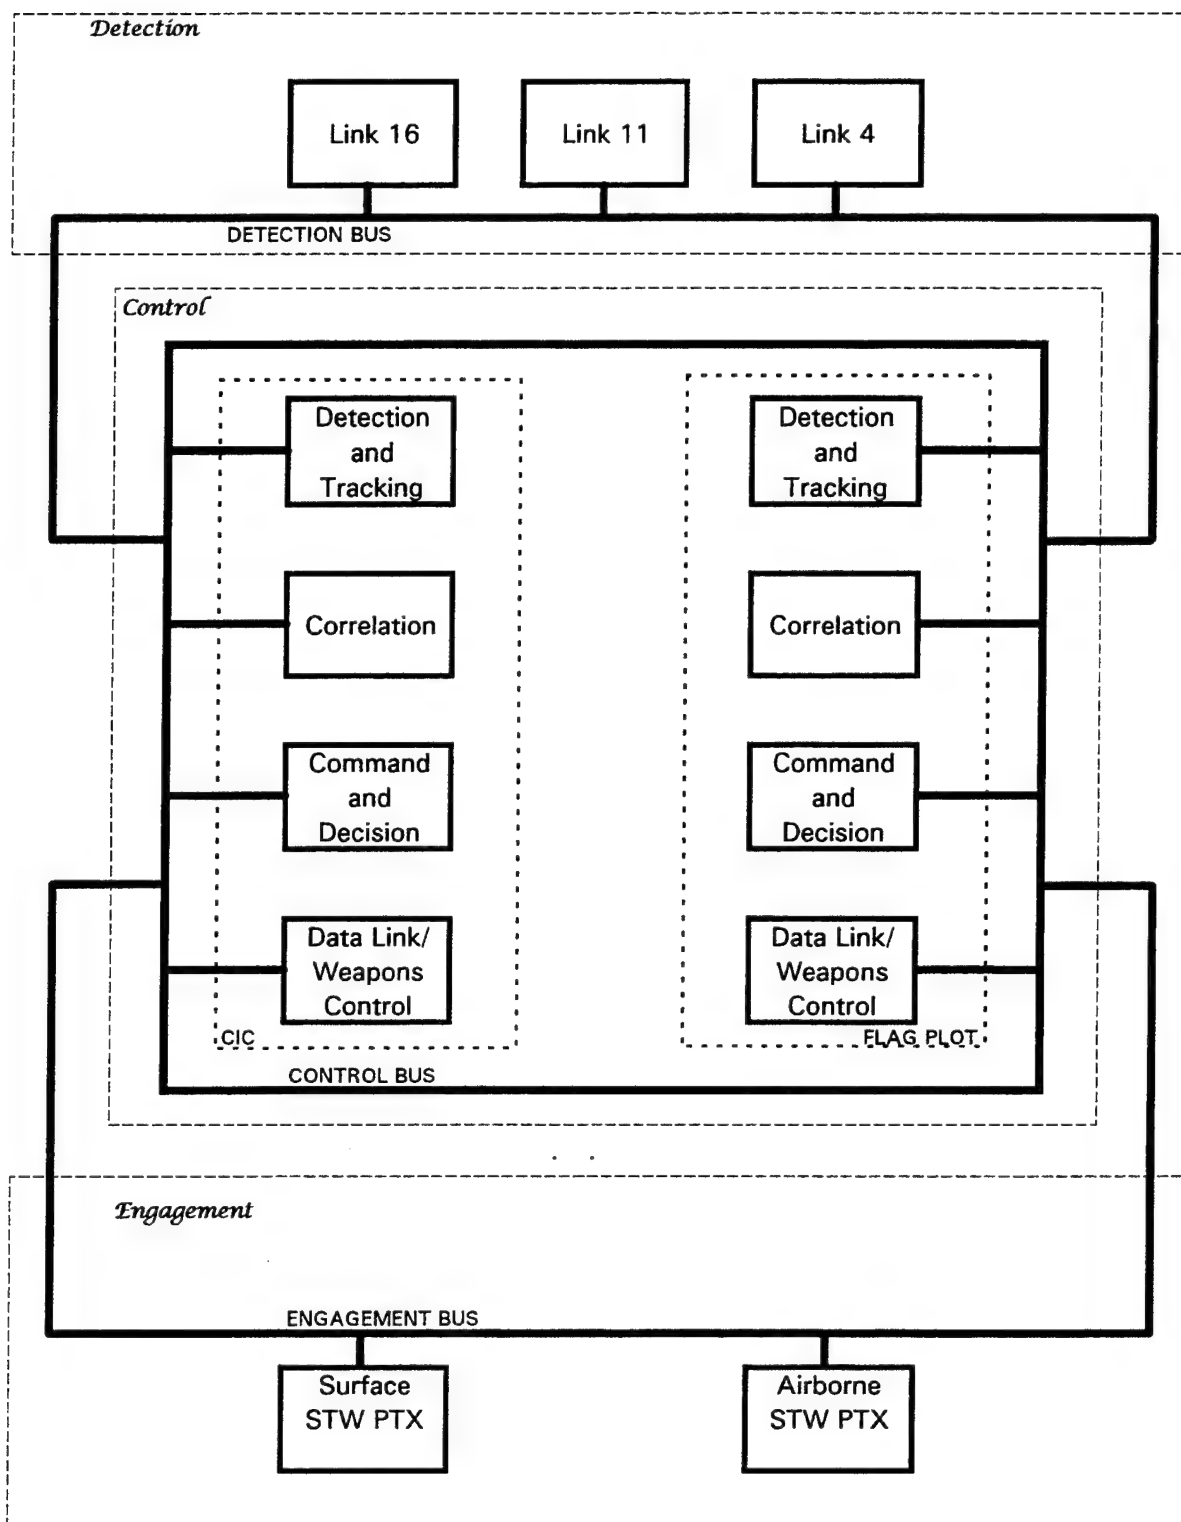 Detection
Link 16
Link 11
Link 4
DETECTION BUS
Control
Detection
and
Tracking
Detection
and
Tracking
Correlation
Correlation
Command
and
Decision
Command
and
Decision
Data Link/
Weapons
Control
Data Link/
Weapons
Control
CIC
FLAG PLOT
CONTROL BUS
Engagement
ENGAGEMENT BUS
Surface
STW PTX
Airborne
STW PTX